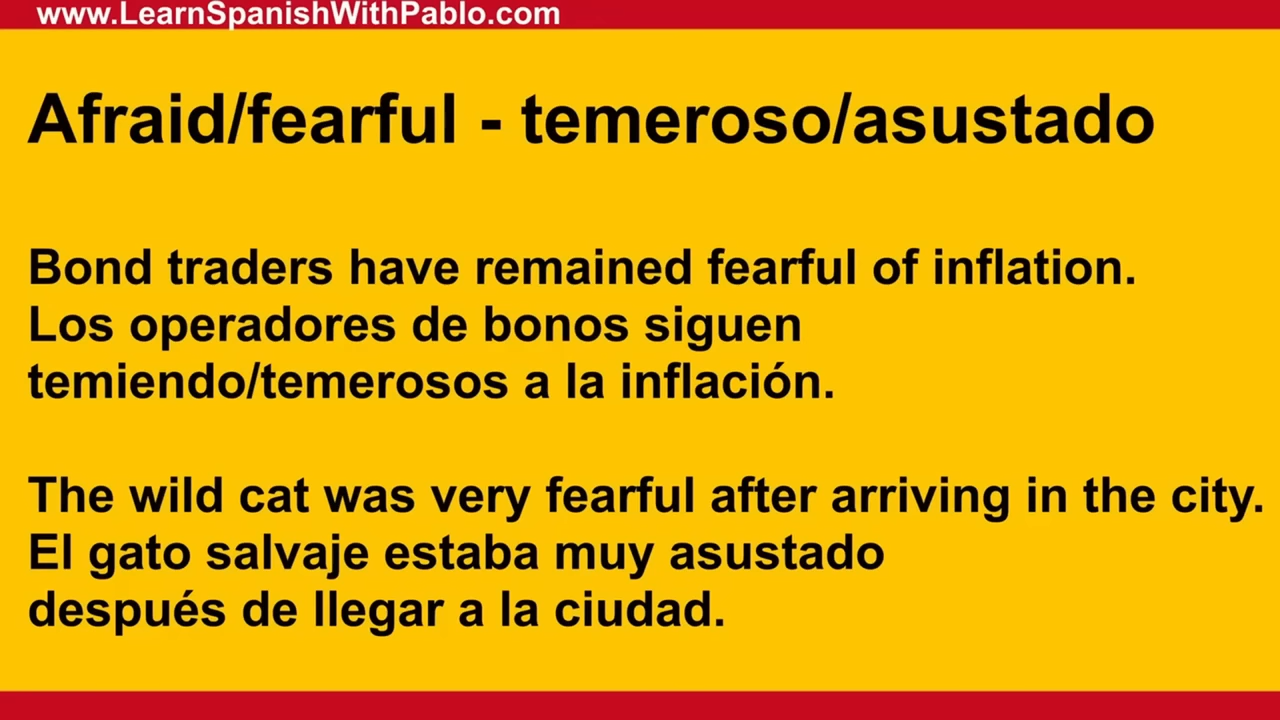 www.LearnSpanishWithPablo.com
Afraid/fearful - temeroso/asustado
Bond traders have remained fearful of inflation.
Los operadores de bonos siguen
temiendo/temerosos a la inflación.
The wild cat was very fearful after arriving in the city.
El gato salvaje estaba muy asustado
después de llegar a la ciudad.